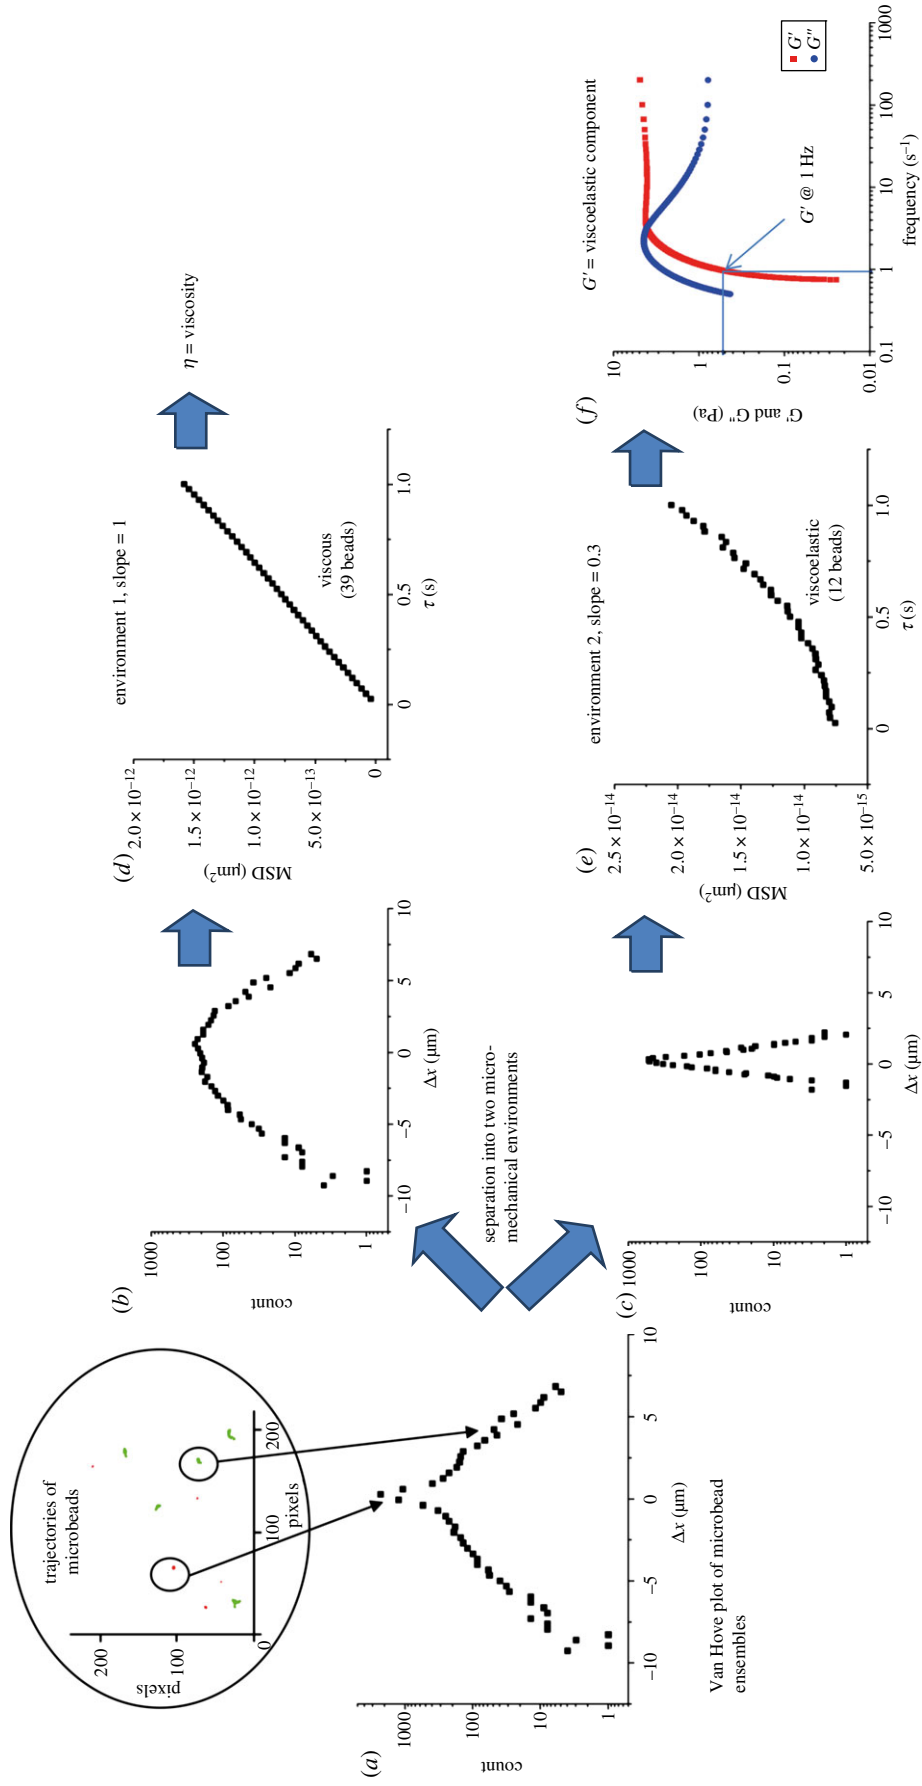 (a)
trajectories of
microbeads
200
100
0
pixels
100
200
pixels
1000
100
10
1
count
−10
−5
0
5
10
Δx (μm)
Van Hove plot of microbead
ensembles
(b)
1000
100
10
1
count
−10
−5
0
5
10
Δx (μm)
separation into two micro-
mechanical environments
(c)
1000
100
10
1
count
−10
−5
0
5
10
Δx (μm)
(d)
environment 1, slope = 1
2.0 × 10⁻¹²
1.5 × 10⁻¹²
1.0 × 10⁻¹²
5.0 × 10⁻¹³
0
MSD (μm²)
viscous
(39 beads)
0
0.5
1.0
τ (s)
η = viscosity
(e)
environment 2, slope = 0.3
2.5 × 10⁻¹⁴
2.0 × 10⁻¹⁴
1.5 × 10⁻¹⁴
1.0 × 10⁻¹⁴
5.0 × 10⁻¹⁵
MSD (μm²)
viscoelastic
(12 beads)
0
0.5
1.0
τ (s)
(f)
G′ = viscoelastic component
10
1
0.1
0.01
G′ and G″ (Pa)
G′ @ 1 Hz
G′
G″
0.1
1
10
100
1000
frequency (s⁻¹)